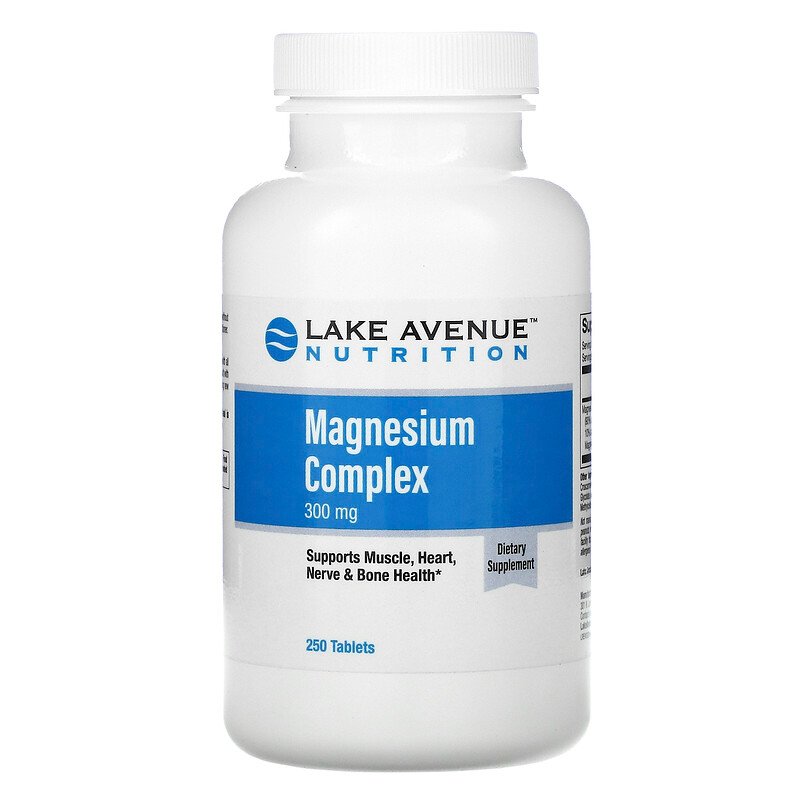 LAKE AVENUE™
NUTRITION
Magnesium
Complex
300 mg
Supports Muscle, Heart,
Nerve & Bone Health*
Dietary
Supplement
250 Tablets